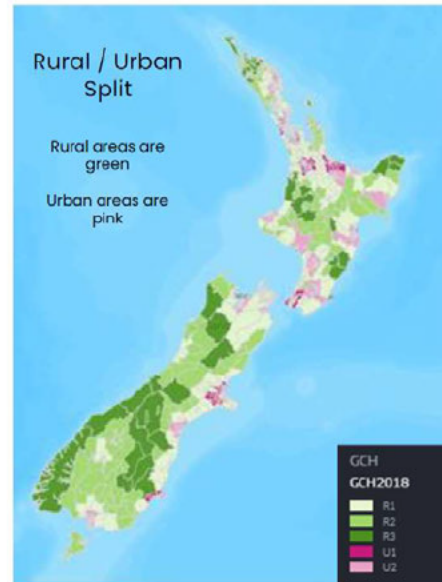 Rural / Urban
Split
Rural areas are
green
Urban areas are
pink
GCH
GCH2018
R1
R2
R3
U1
U2